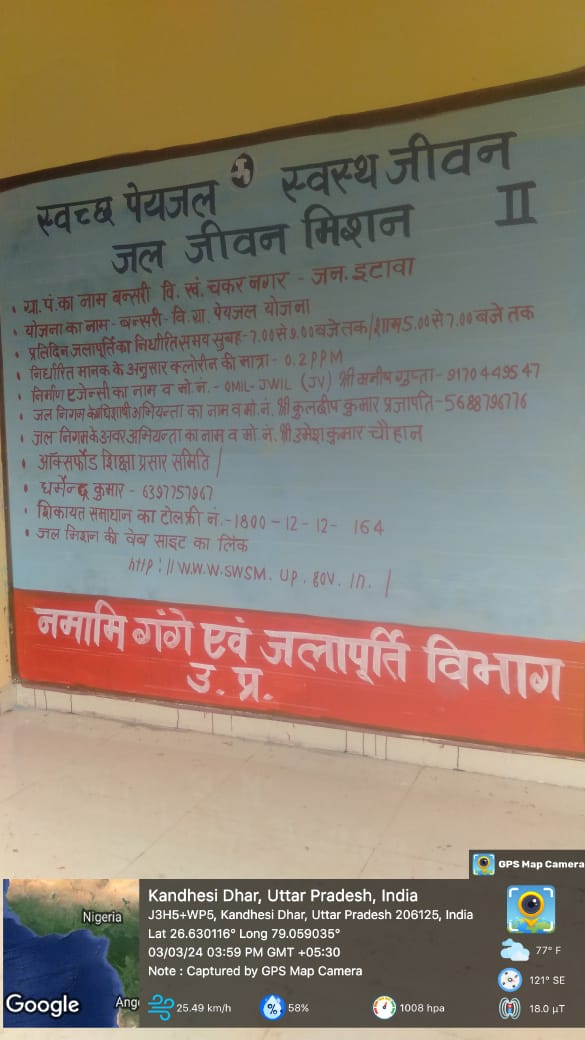 स्वच्छ पेयजल स्वस्थ जीवन
जल जीवन मिशन II
• ग्रा.पं.का नाम बन्सरी वि. खं. चकर नगर - जन. इटावा
• योजना का नाम - बन्सरी - वि.ग्रा. पेयजल योजना
• प्रतिदिन जलापूर्ति का निर्धारित समय सुबह-7.00 से 9.00 बजे तक/शाम 5.00 से 7.00 बजे तक
• निर्धारित मानक के अनुसार क्लोरीन की मात्रा - 0.2 PPM
• निर्माण एजेन्सी का नाम व मो.नं. - OMIL-JWIL (JV) श्री मनीष गुप्ता - 9170449547
• जल निगम के अधिशाषी अभियन्ता का नाम व मो.नं. श्री कुलदीप कुमार प्रजापति-5688796776
• जल निगम के अवर अभियन्ता का नाम व मो.नं. श्री उमेश कुमार चौहान
• ऑक्सफोर्ड शिक्षा प्रसार समिति /
• धर्मेन्द्र कुमार - 6397757967
• शिकायत समाधान का टोलफ्री नं.-1800-12-12- 164
• जल मिशन की वेब साइट का लिंक
http://www.swsm.up.gov.in. /
नमामि गंगे एवं जलापूर्ति विभाग
उ. प्र.
GPS Map Camera
Kandhesi Dhar, Uttar Pradesh, India
J3H5+WP5, Kandhesi Dhar, Uttar Pradesh 206125, India
Lat 26.630116° Long 79.059035°
03/03/24 03:59 PM GMT +05:30
Note : Captured by GPS Map Camera
Nigeria
Ang
Google
25.49 km/h
58%
1008 hpa
77° F
121° SE
18.0 µT